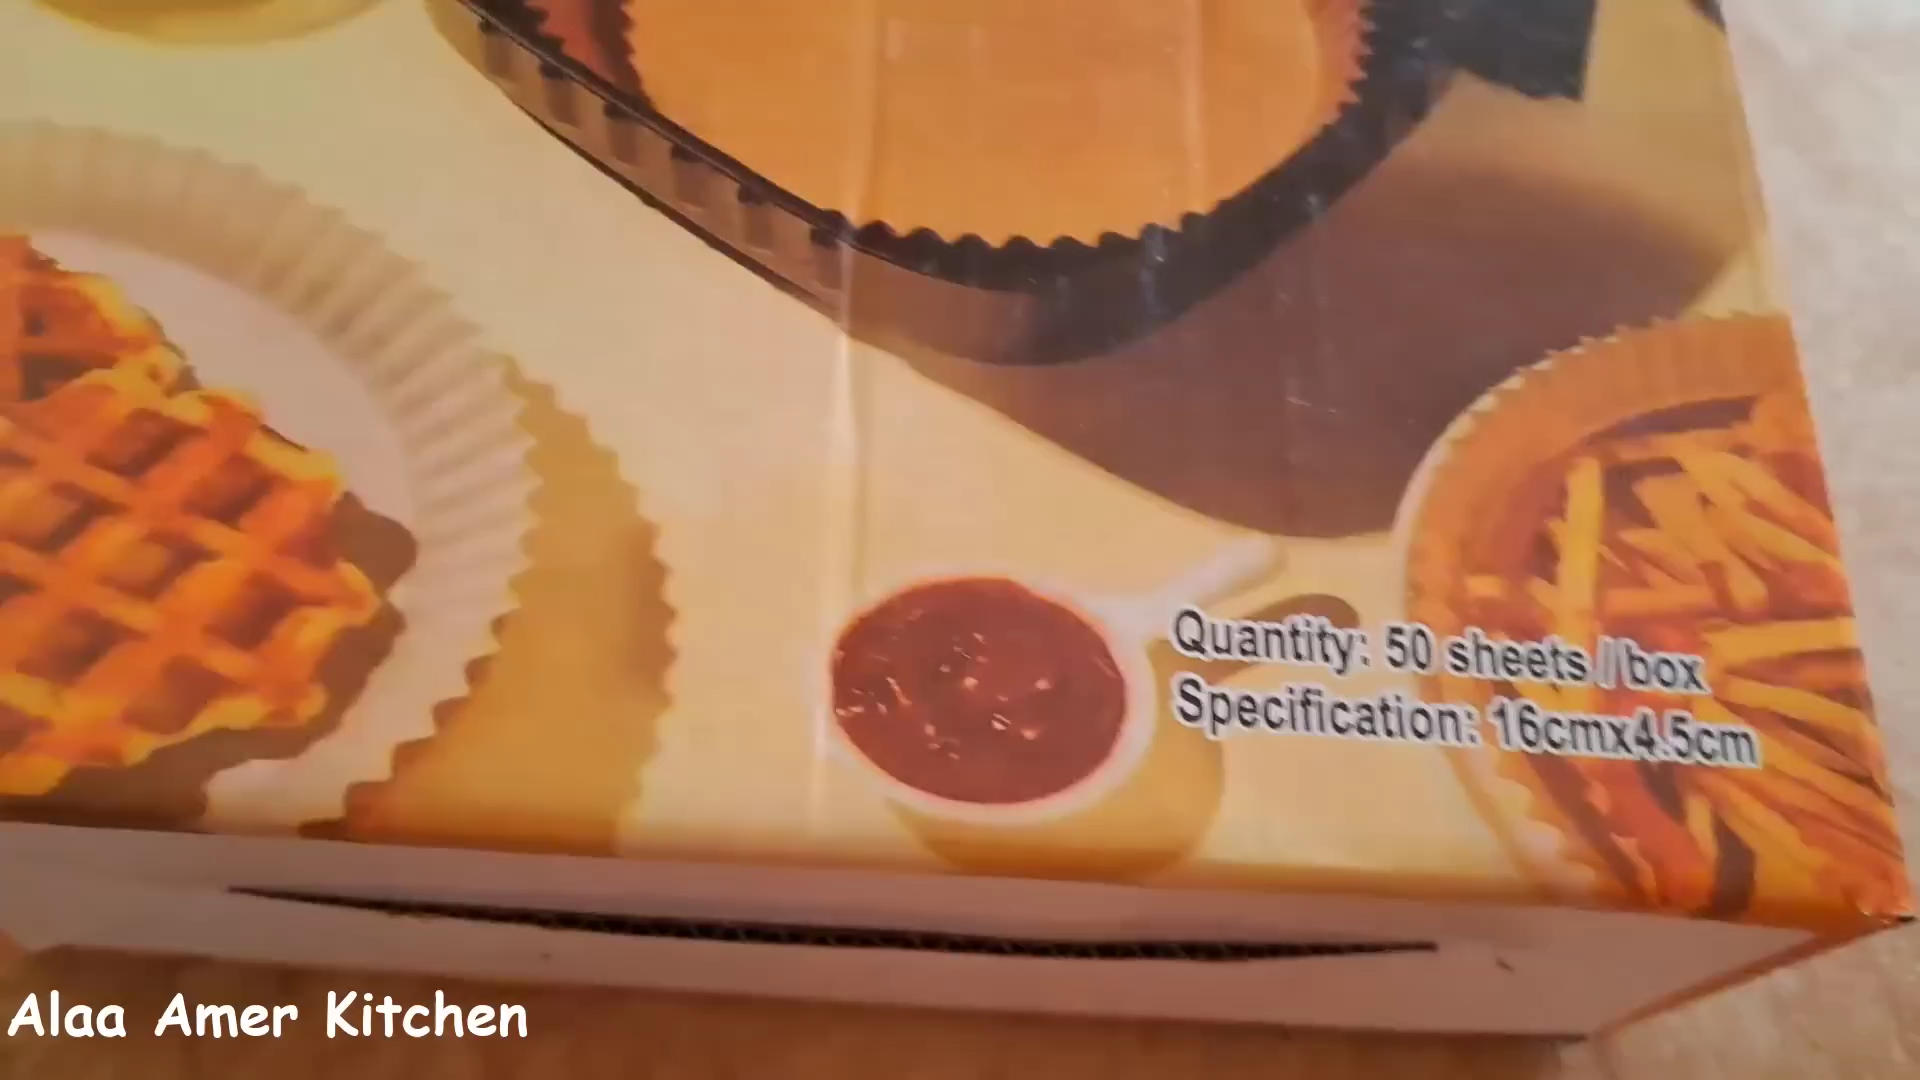 Quantity: 50 sheets / box
Specification: 16cmx4.5cm
Alaa Amer Kitchen